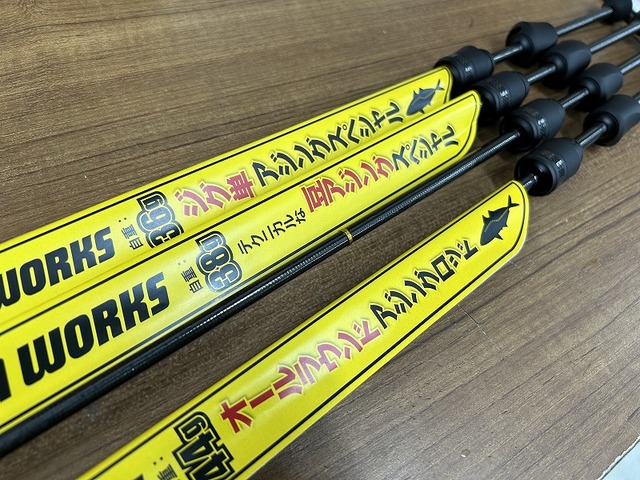 WORKS 自重: 36g ジグ単アジングスペシャル
WORKS 自重: 38g テクニカルな豆アジングスペシャル
自重: 44g オールラウンドアジングロッド